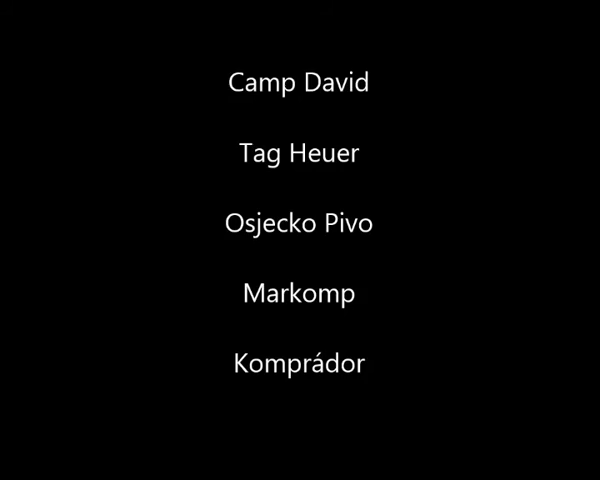 Camp David
Tag Heuer
Osjecko Pivo
Markomp
Komprádor